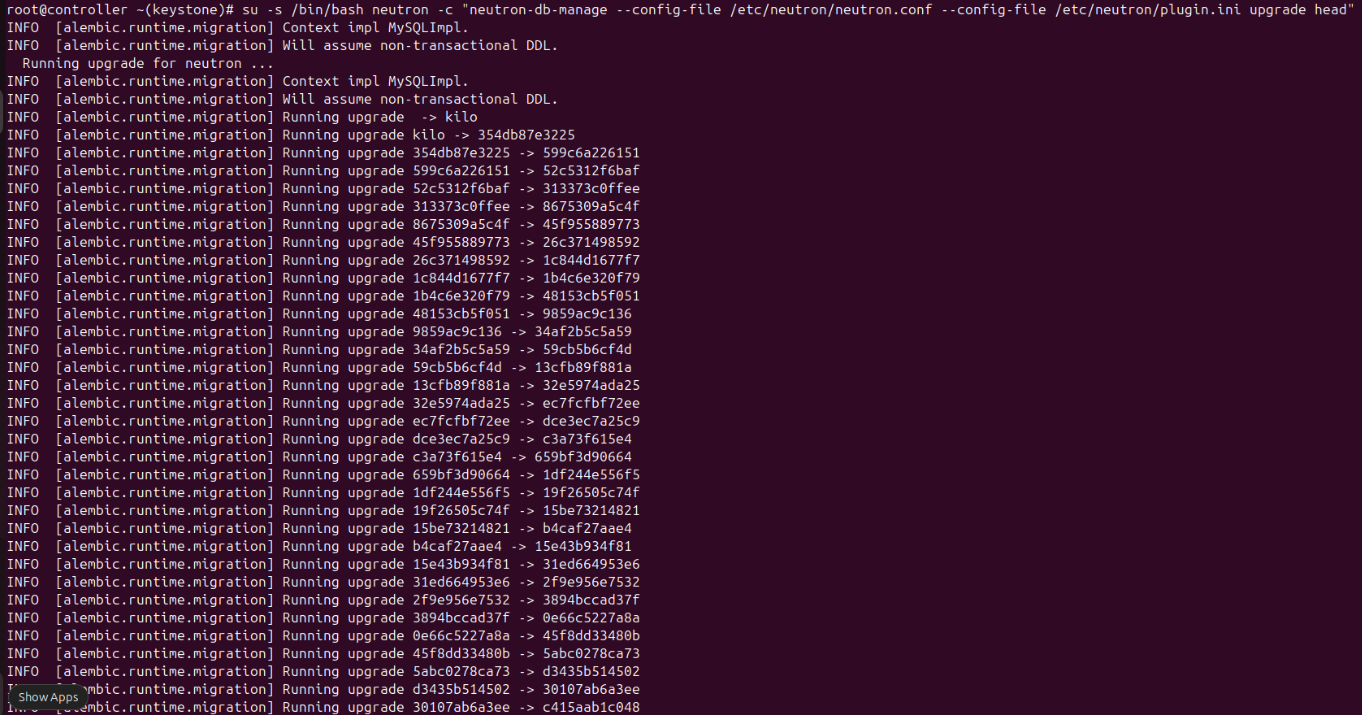 root@controller ~(keystone)# su -s /bin/bash neutron -c "neutron-db-manage --config-file /etc/neutron/neutron.conf --config-file /etc/neutron/plugin.ini upgrade head"
INFO  [alembic.runtime.migration] Context impl MySQLImpl.
INFO  [alembic.runtime.migration] Will assume non-transactional DDL.
  Running upgrade for neutron ...
INFO  [alembic.runtime.migration] Context impl MySQLImpl.
INFO  [alembic.runtime.migration] Will assume non-transactional DDL.
INFO  [alembic.runtime.migration] Running upgrade  -> kilo
INFO  [alembic.runtime.migration] Running upgrade kilo -> 354db87e3225
INFO  [alembic.runtime.migration] Running upgrade 354db87e3225 -> 599c6a226151
INFO  [alembic.runtime.migration] Running upgrade 599c6a226151 -> 52c5312f6baf
INFO  [alembic.runtime.migration] Running upgrade 52c5312f6baf -> 313373c0ffee
INFO  [alembic.runtime.migration] Running upgrade 313373c0ffee -> 8675309a5c4f
INFO  [alembic.runtime.migration] Running upgrade 8675309a5c4f -> 45f955889773
INFO  [alembic.runtime.migration] Running upgrade 45f955889773 -> 26c371498592
INFO  [alembic.runtime.migration] Running upgrade 26c371498592 -> 1c844d1677f7
INFO  [alembic.runtime.migration] Running upgrade 1c844d1677f7 -> 1b4c6e320f79
INFO  [alembic.runtime.migration] Running upgrade 1b4c6e320f79 -> 48153cb5f051
INFO  [alembic.runtime.migration] Running upgrade 48153cb5f051 -> 9859ac9c136
INFO  [alembic.runtime.migration] Running upgrade 9859ac9c136 -> 34af2b5c5a59
INFO  [alembic.runtime.migration] Running upgrade 34af2b5c5a59 -> 59cb5b6cf4d
INFO  [alembic.runtime.migration] Running upgrade 59cb5b6cf4d -> 13cfb89f881a
INFO  [alembic.runtime.migration] Running upgrade 13cfb89f881a -> 32e5974ada25
INFO  [alembic.runtime.migration] Running upgrade 32e5974ada25 -> ec7fcfbf72ee
INFO  [alembic.runtime.migration] Running upgrade ec7fcfbf72ee -> dce3ec7a25c9
INFO  [alembic.runtime.migration] Running upgrade dce3ec7a25c9 -> c3a73f615e4
INFO  [alembic.runtime.migration] Running upgrade c3a73f615e4 -> 659bf3d90664
INFO  [alembic.runtime.migration] Running upgrade 659bf3d90664 -> 1df244e556f5
INFO  [alembic.runtime.migration] Running upgrade 1df244e556f5 -> 19f26505c74f
INFO  [alembic.runtime.migration] Running upgrade 19f26505c74f -> 15be73214821
INFO  [alembic.runtime.migration] Running upgrade 15be73214821 -> b4caf27aae4
INFO  [alembic.runtime.migration] Running upgrade b4caf27aae4 -> 15e43b934f81
INFO  [alembic.runtime.migration] Running upgrade 15e43b934f81 -> 31ed664953e6
INFO  [alembic.runtime.migration] Running upgrade 31ed664953e6 -> 2f9e956e7532
INFO  [alembic.runtime.migration] Running upgrade 2f9e956e7532 -> 3894bccad37f
INFO  [alembic.runtime.migration] Running upgrade 3894bccad37f -> 0e66c5227a8a
INFO  [alembic.runtime.migration] Running upgrade 0e66c5227a8a -> 45f8dd33480b
INFO  [alembic.runtime.migration] Running upgrade 45f8dd33480b -> 5abc0278ca73
INFO  [alembic.runtime.migration] Running upgrade 5abc0278ca73 -> d3435b514502
Running upgrade d3435b514502 -> 30107ab6a3ee
Show Apps
Running upgrade 30107ab6a3ee -> c415aab1c048